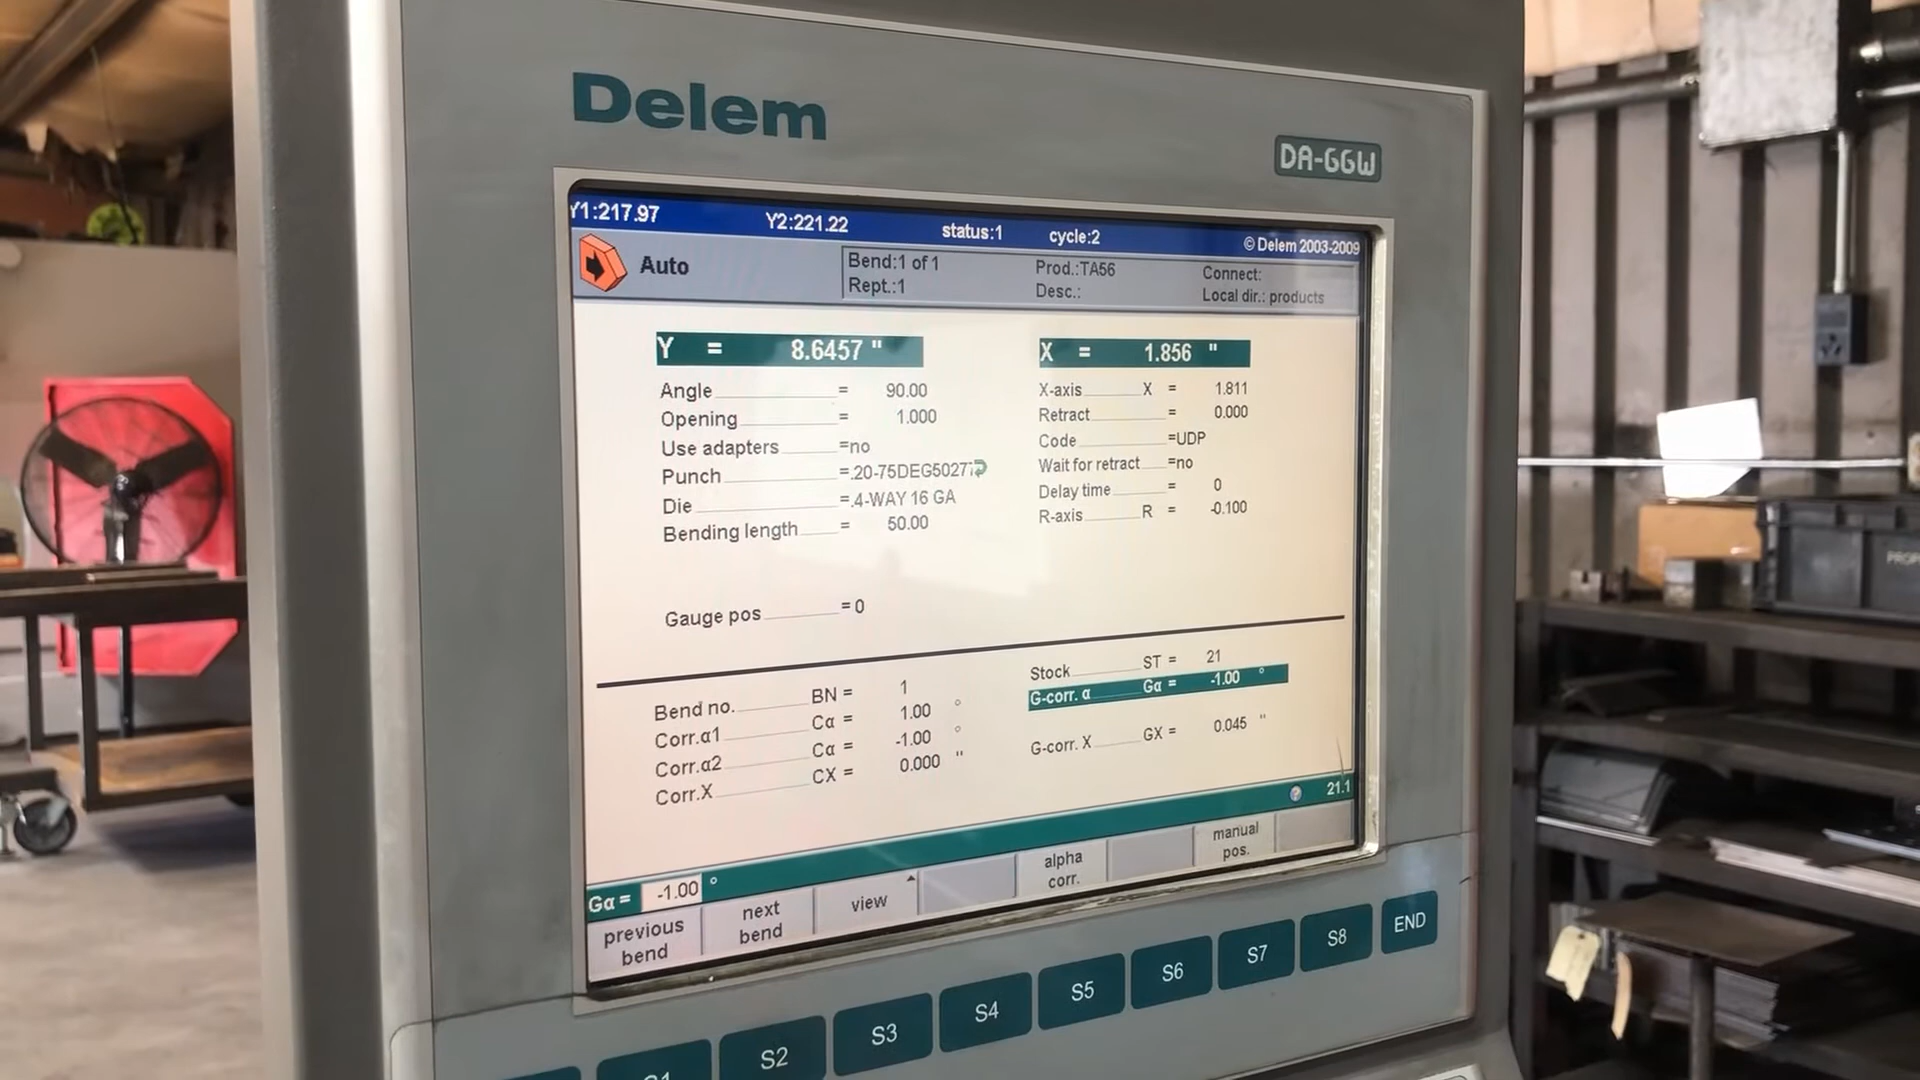 Delem
DA-66W
Y1:217.97 Y2:221.22 status:1 cycle:2 © Delem 2003-2009
Auto Bend:1 of 1 Prod.:TA56 Connect:
Rept.:1 Desc.: Local dir.: products
Y = 8.6457 " X = 1.856 "
Angle = 90.00 X-axis X = 1.811
Opening = 1.000 Retract = 0.000
Use adapters =no Code =UDP
Punch =.20-75DEG5027 Wait for retract =no
Die =.4-WAY 16 GA Delay time = 0
Bending length = 50.00 R-axis R = -0.100
Gauge pos = 0
Bend no. BN = 1 Stock ST = 21
Corr.α1 Cα = 1.00 ° G-corr. α Gα = -1.00 °
Corr.α2 Cα = -1.00 ° G-corr. X GX = 0.045 "
Corr.X CX = 0.000 "
21.1
Gα = -1.00 °
previous bend next bend view alpha corr. manual pos.
S2 S3 S4 S5 S6 S7 S8 END